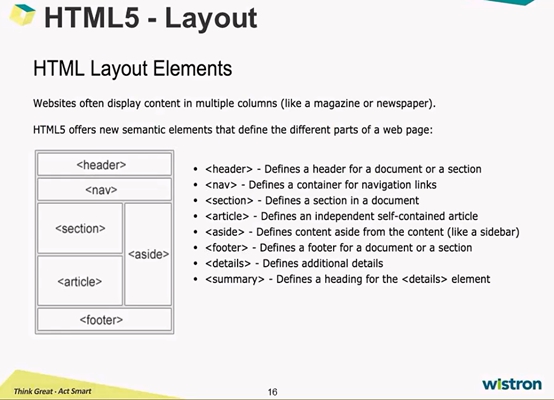 HTML5 - Layout
HTML Layout Elements
Websites often display content in multiple columns (like a magazine or newspaper).
HTML5 offers new semantic elements that define the different parts of a web page:
<header>
<nav>
<section>
<aside>
<article>
<footer>
• <header> - Defines a header for a document or a section
• <nav> - Defines a container for navigation links
• <section> - Defines a section in a document
• <article> - Defines an independent self-contained article
• <aside> - Defines content aside from the content (like a sidebar)
• <footer> - Defines a footer for a document or a section
• <details> - Defines additional details
• <summary> - Defines a heading for the <details> element
Think Great - Act Smart
16
wistron